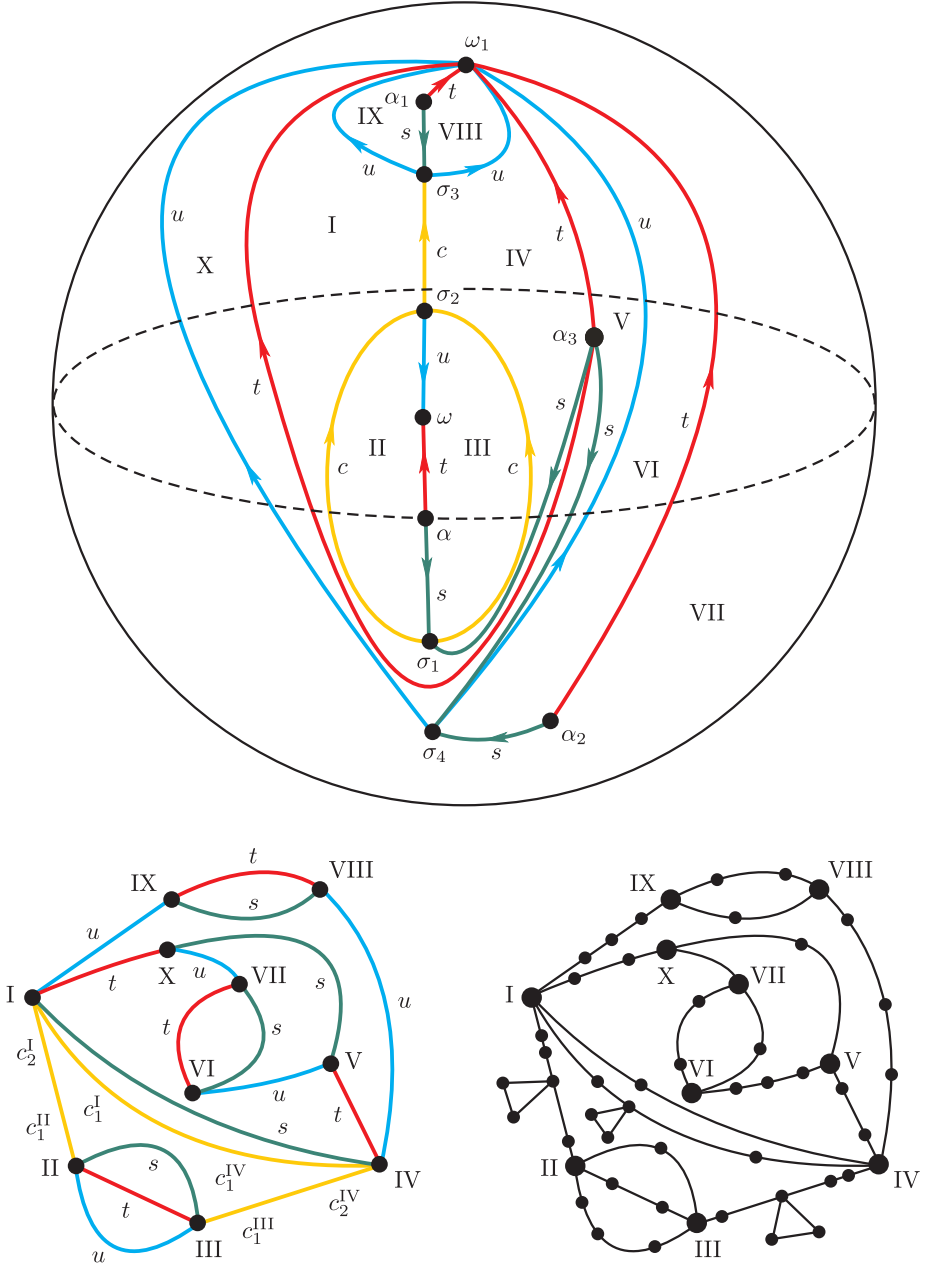 ω₁
α₁ t
IX s VIII
u u
σ₃
u I u
t IV
X c
σ₂
V
α₃
u
t s
ω
s
II t III t
c c VI
α
s
VII
σ₁
α₂
σ₄ s
t
IX VIII
s
u
X VII
u s
I t u
t s
c₂ᴵ VI V
c₁ᴵ u
c₁ᴵᴵ s t
II s c₁ᴵⱽ IV
t c₂ᴵⱽ
c₁ᴵᴵᴵ
u III
IX VIII
X VII
I
VI V
II IV
III